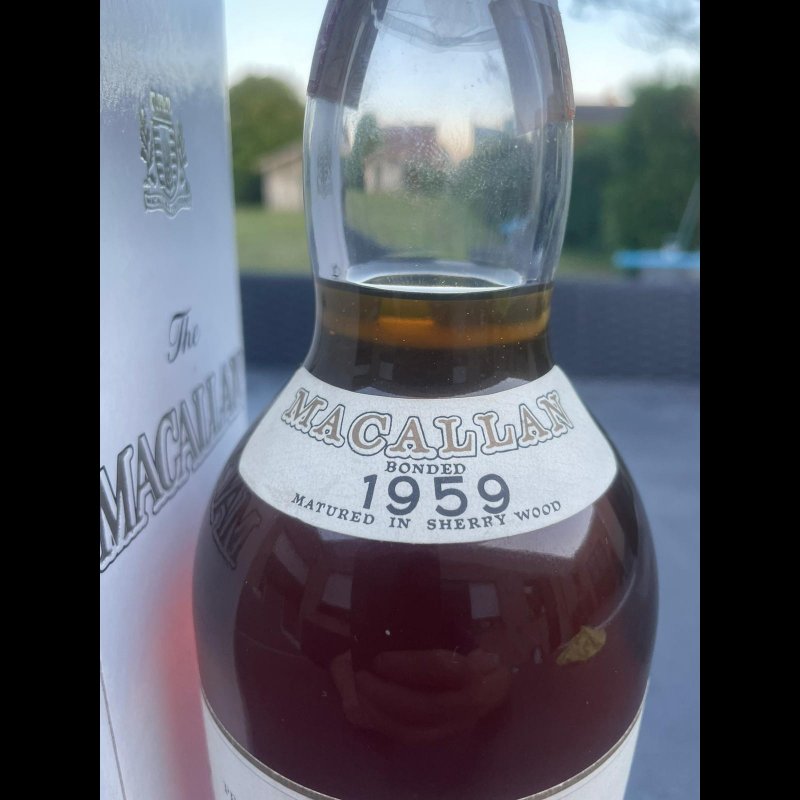 The
MACALLAN
MACALLAN
BONDED
1959
MATURED IN SHERRY WOOD